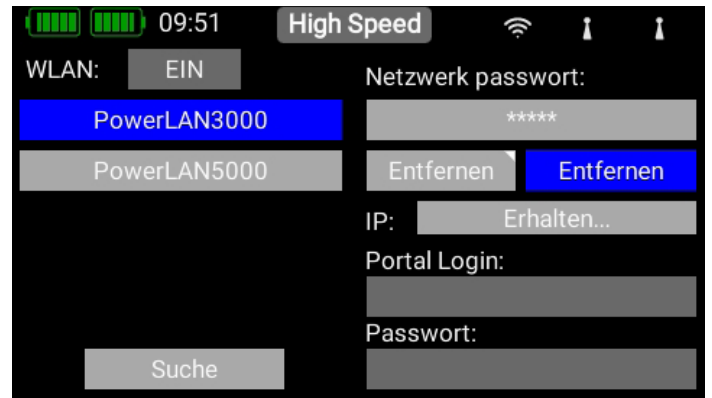 09:51 High Speed
WLAN: EIN
PowerLAN3000
PowerLAN5000
Suche
Netzwerk passwort:
*****
Entfernen Entfernen
IP: Erhalten...
Portal Login:
Passwort: